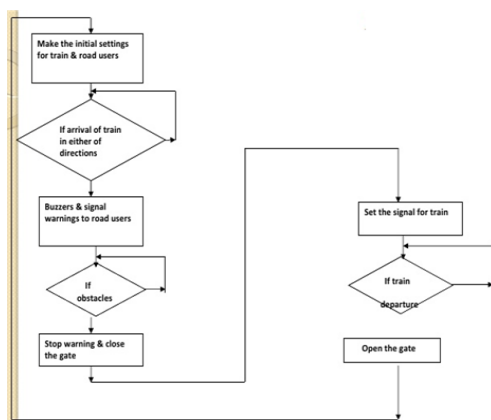 Make the initial settings
for train & road users
If arrival of train
in either of
directions
Buzzers & signal
warnings to road users
If
obstacles
Stop warning & close
the gate
Set the signal for train
If train
departure
Open the gate